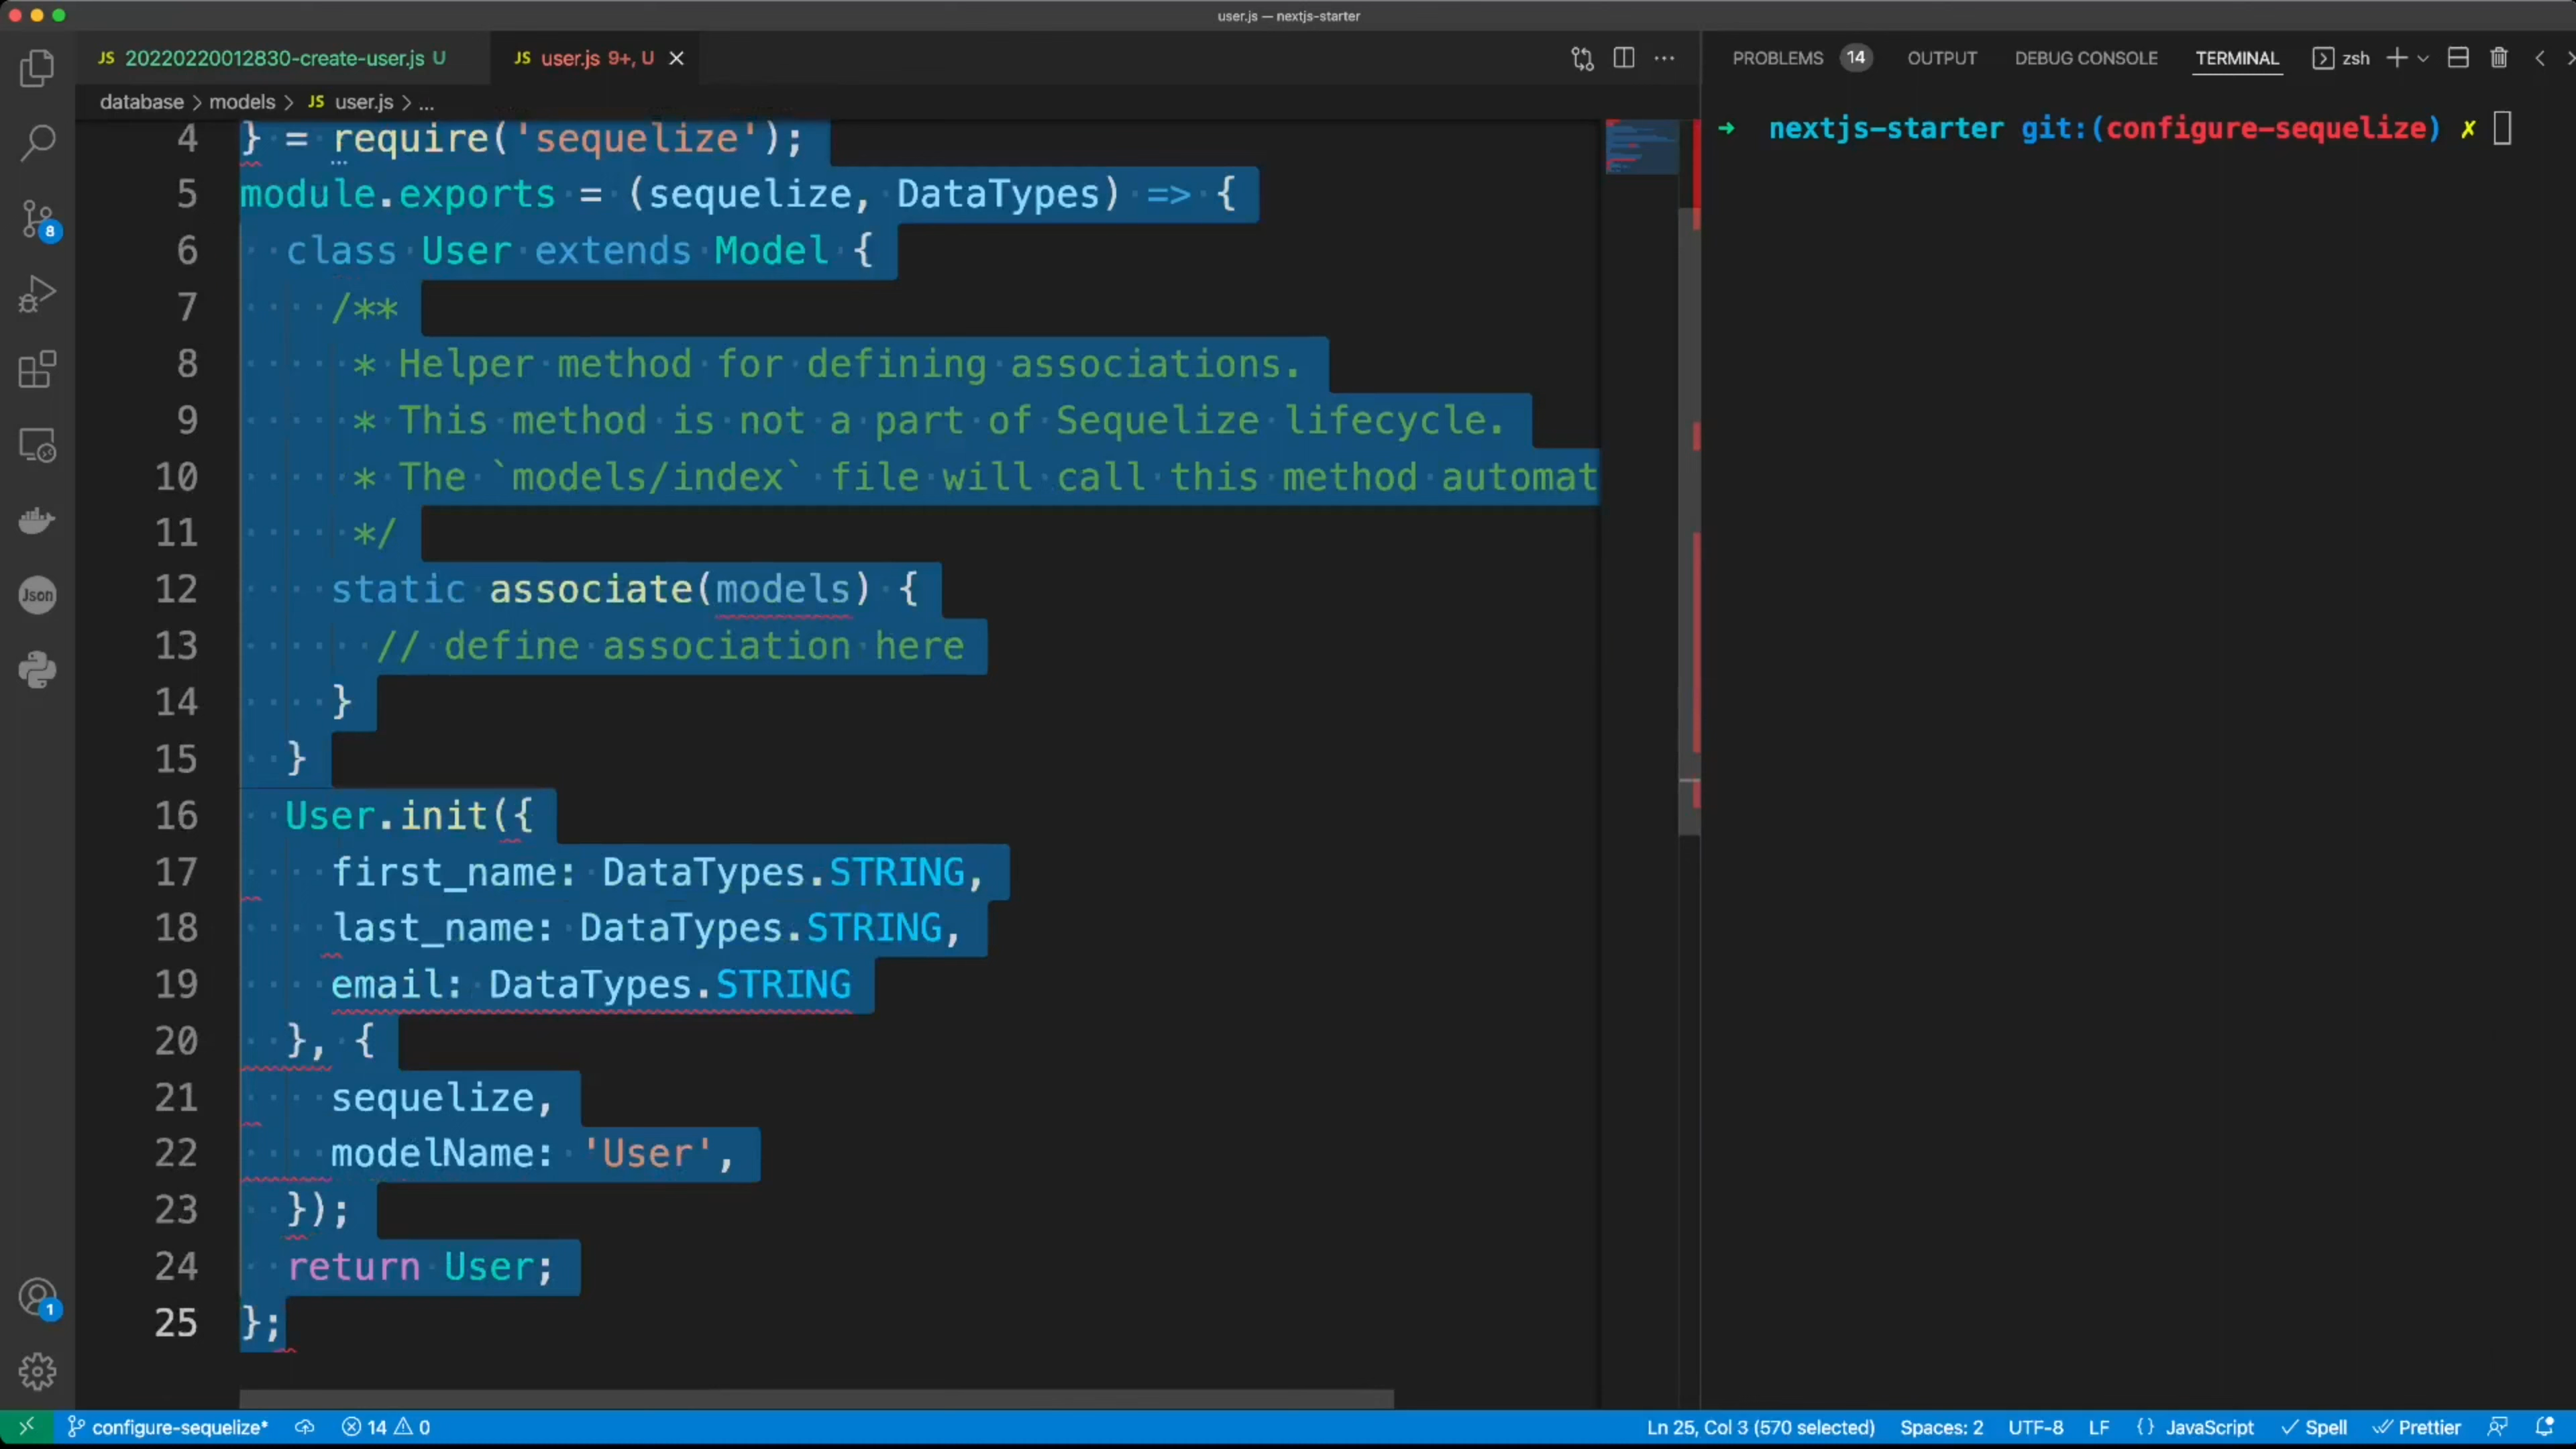 user.js — nextjs-starter
JS 20220220012830-create-user.js U
JS user.js 9+, U
PROBLEMS 14 OUTPUT DEBUG CONSOLE TERMINAL zsh
database > models > JS user.js > ...
➜ nextjs-starter git:(configure-sequelize) ✗
4 } = require('sequelize');
5 module.exports = (sequelize, DataTypes) => {
6 class User extends Model {
7 /**
8 * Helper method for defining associations.
9 * This method is not a part of Sequelize lifecycle.
10 * The `models/index` file will call this method automat
11 */
12 static associate(models) {
13 // define association here
14 }
15 }
16 User.init({
17 first_name: DataTypes.STRING,
18 last_name: DataTypes.STRING,
19 email: DataTypes.STRING
20 }, {
21 sequelize,
22 modelName: 'User',
23 });
24 return User;
25 };
8
Json
1
configure-sequelize* 14 0 Ln 25, Col 3 (570 selected) Spaces: 2 UTF-8 LF {} JavaScript Spell Prettier